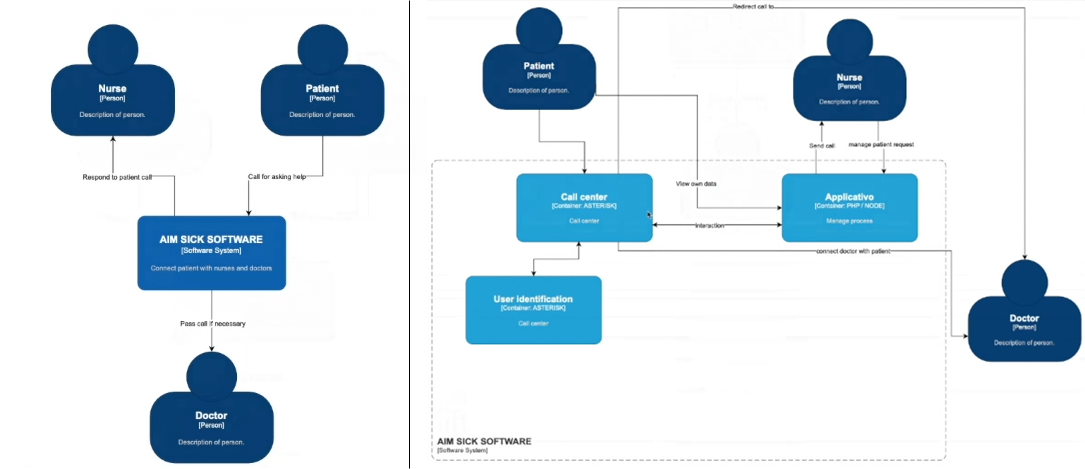 Nurse
[Person]
Description of person.
Patient
[Person]
Description of person.
Respond to patient call
Call for asking help
AIM SICK SOFTWARE
[Software System]
Connect patient with nurses and doctors
Pass call if necessary
Doctor
[Person]
Description of person.
Redirect call to
Patient
[Person]
Description of person.
Nurse
[Person]
Description of person.
Send call
manage patient request
View own data
Call center
[Container: ASTERISK]
Call center
Applicativo
[Container: PHP / NODE]
Manage process
interaction
connect doctor with patient
User identification
[Container: ASTERISK]
Call center
Doctor
[Person]
Description of person.
AIM SICK SOFTWARE
[Software System]